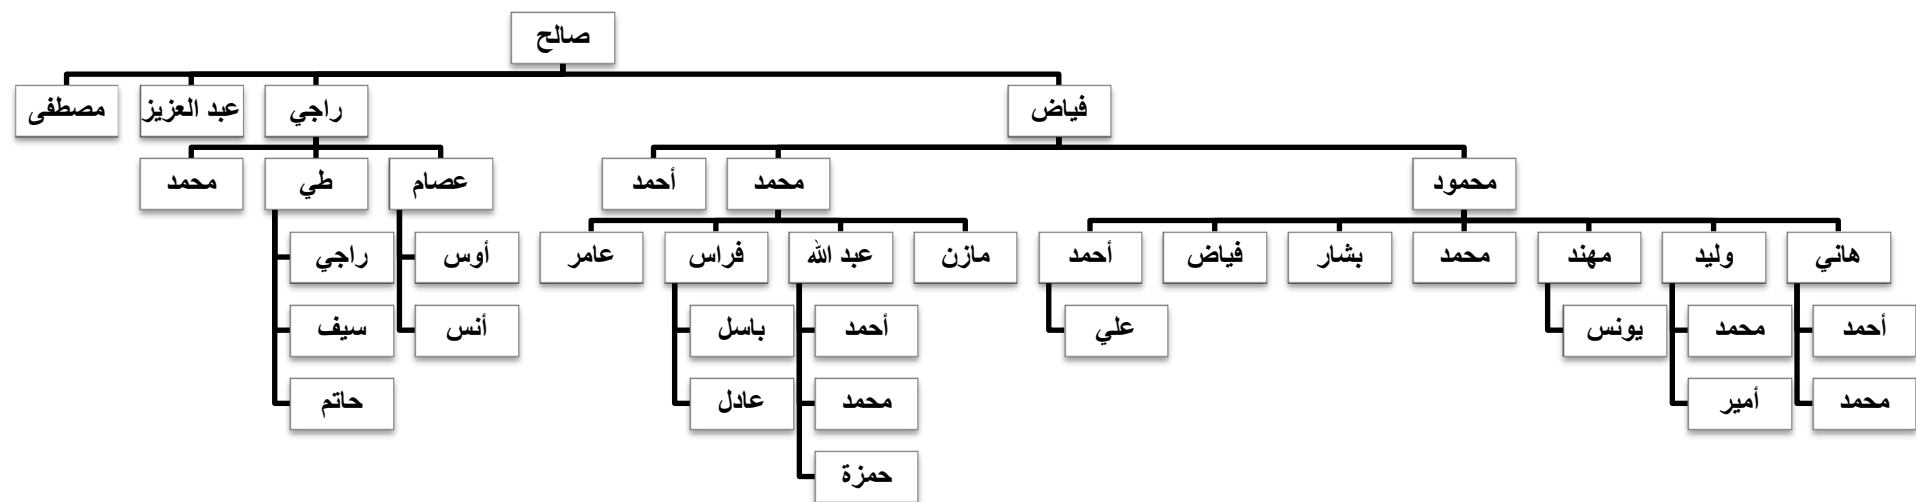 صالح
فياض
راجي
عبد العزيز
مصطفى
محمود
محمد
أحمد
عصام
طي
محمد
هاني
وليد
مهند
محمد
بشار
فياض
أحمد
مازن
عبد الله
فراس
عامر
أوس
راجي
أحمد
محمد
يونس
علي
أحمد
باسل
أنس
سيف
محمد
أمير
محمد
عادل
حاتم
حمزة